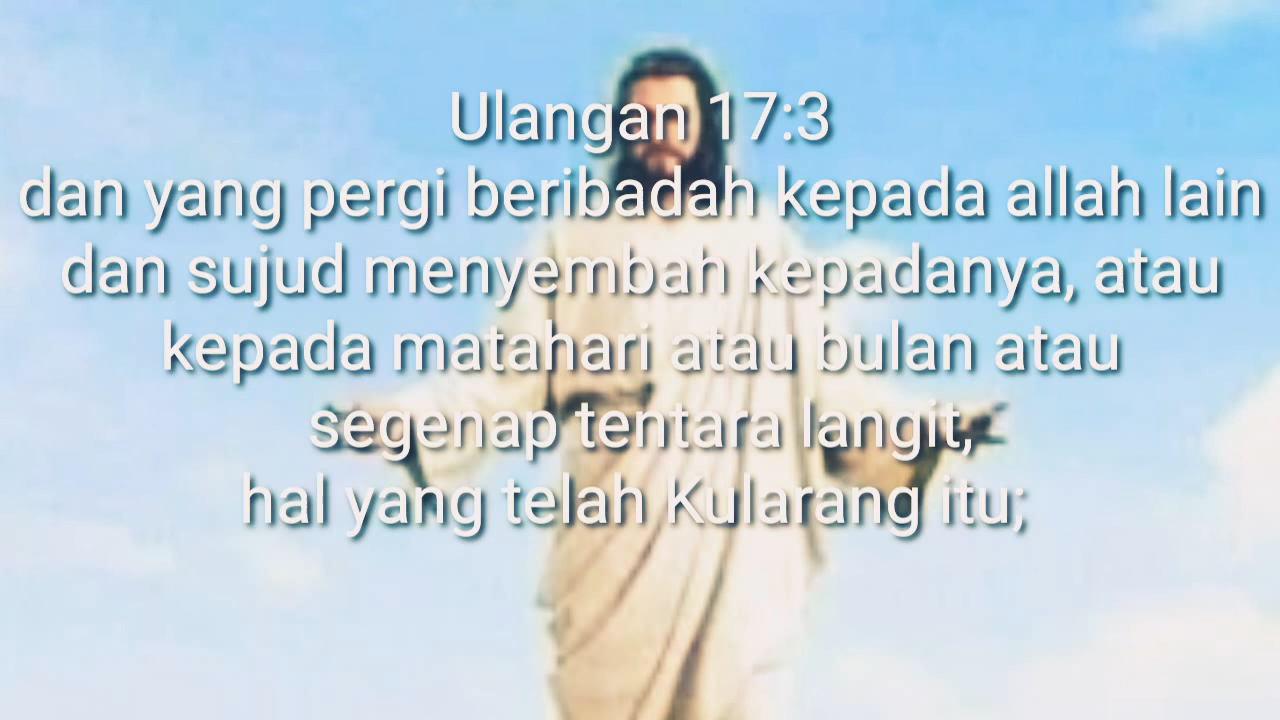 Ulangan 17:3
dan yang pergi beribadah kepada allah lain
dan sujud menyembah kepadanya, atau
kepada matahari atau bulan atau
segenap tentara langit,
hal yang telah Kularang itu;